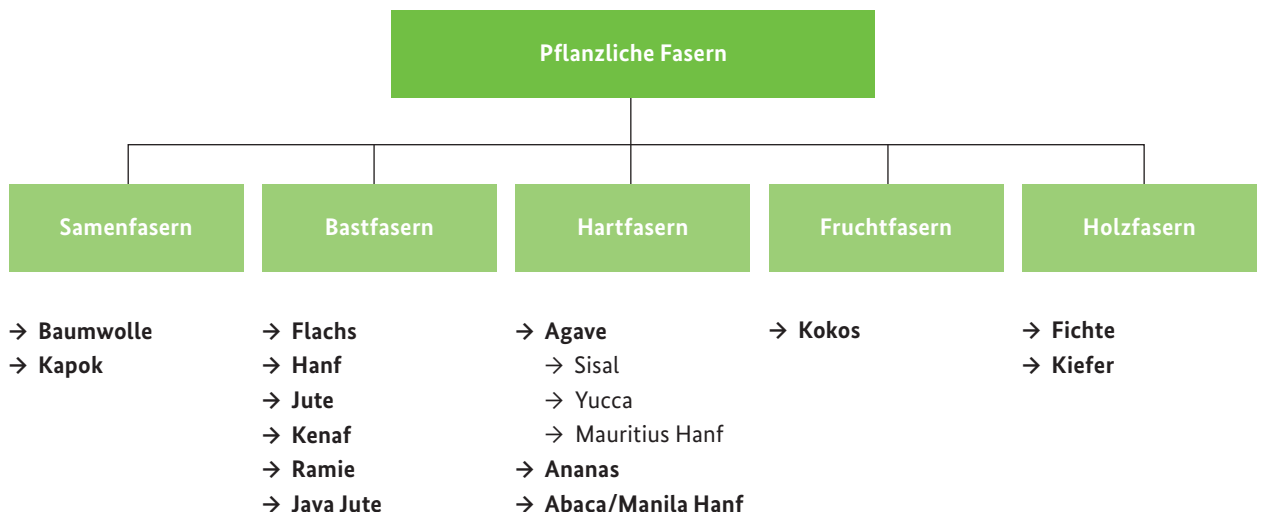 Pflanzliche Fasern
Samenfasern
Bastfasern
Hartfasern
Fruchtfasern
Holzfasern
→ Baumwolle
→ Kapok
→ Flachs
→ Hanf
→ Jute
→ Kenaf
→ Ramie
→ Java Jute
→ Agave
→ Sisal
→ Yucca
→ Mauritius Hanf
→ Ananas
→ Abaca/Manila Hanf
→ Kokos
→ Fichte
→ Kiefer